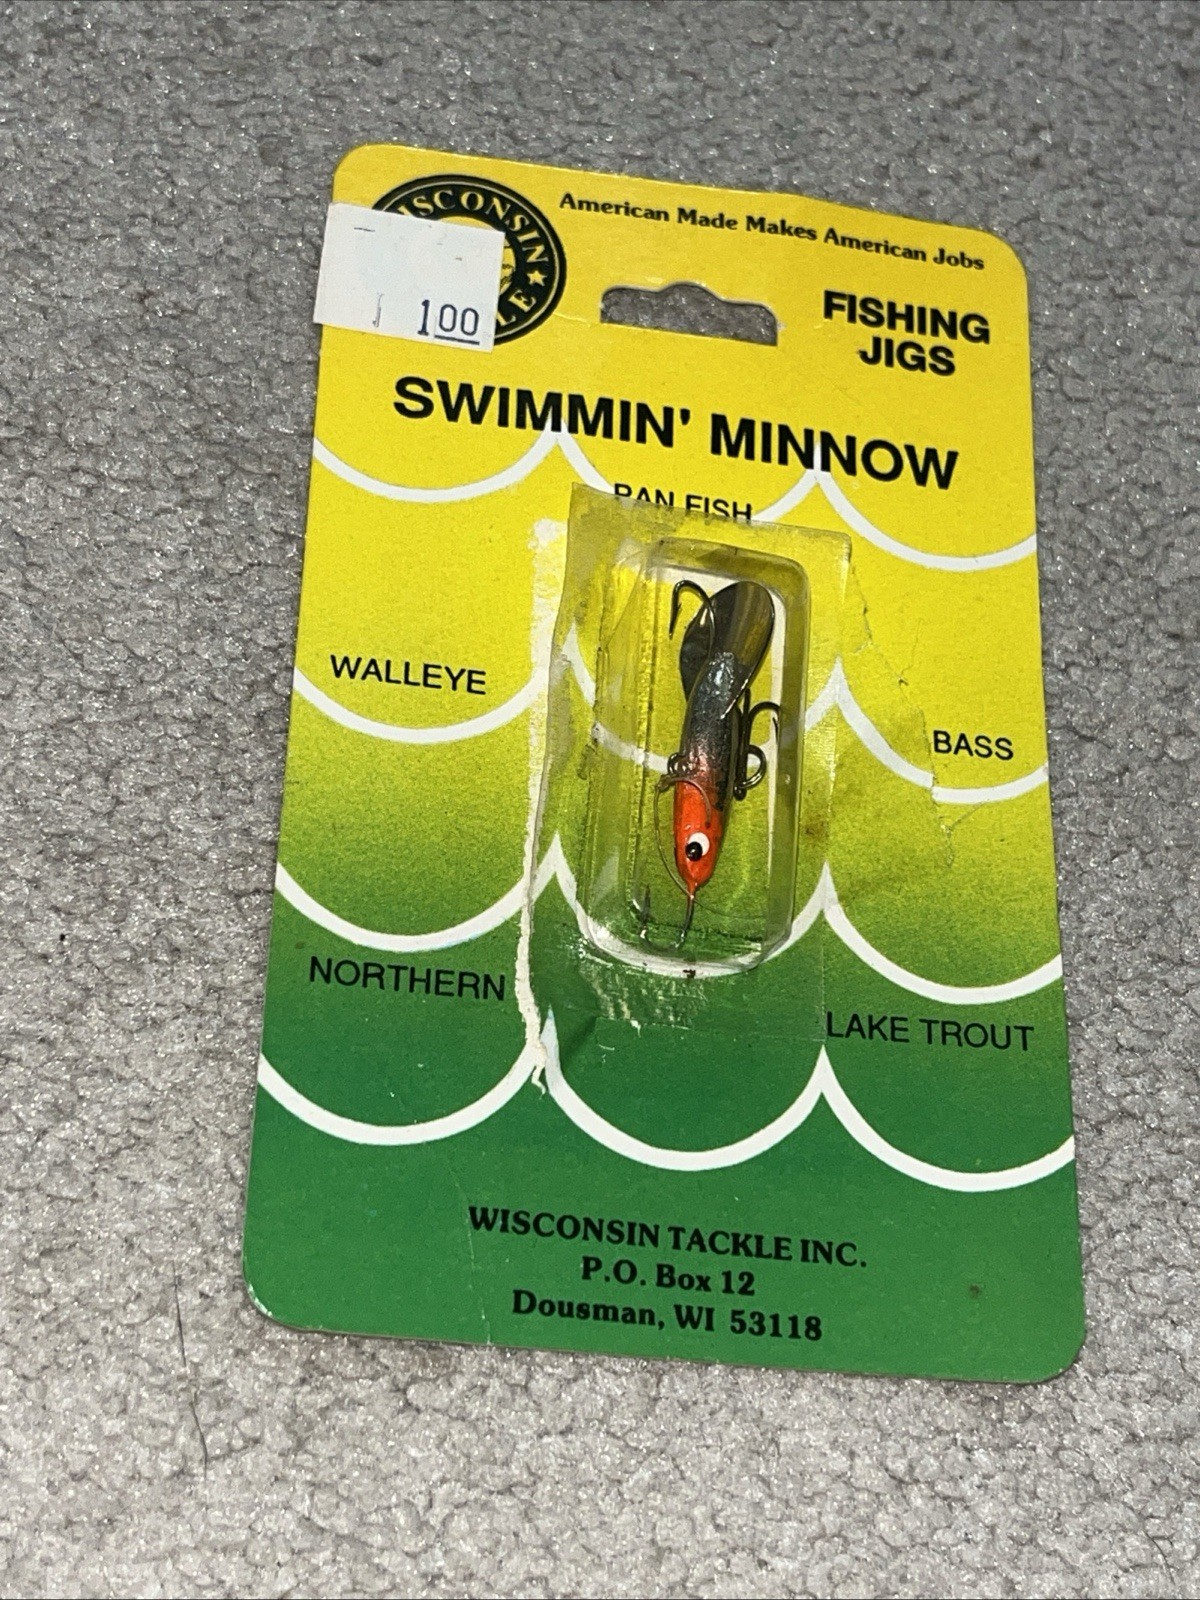 WISCONSIN
American Made Makes American Jobs
1.00
FISHING
JIGS
SWIMMIN' MINNOW
PAN FISH
WALLEYE
BASS
NORTHERN
LAKE TROUT
WISCONSIN TACKLE INC.
P.O. Box 12
Dousman, WI 53118